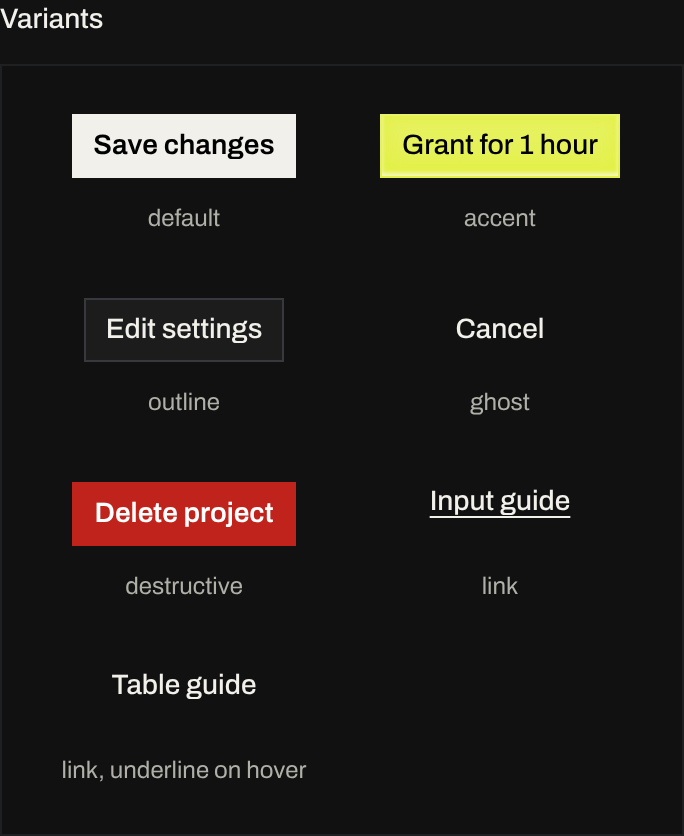 Variants
Save changes
Grant for 1 hour
default
accent
Edit settings
Cancel
outline
ghost
Delete project
Input guide
destructive
link
Table guide
link, underline on hover